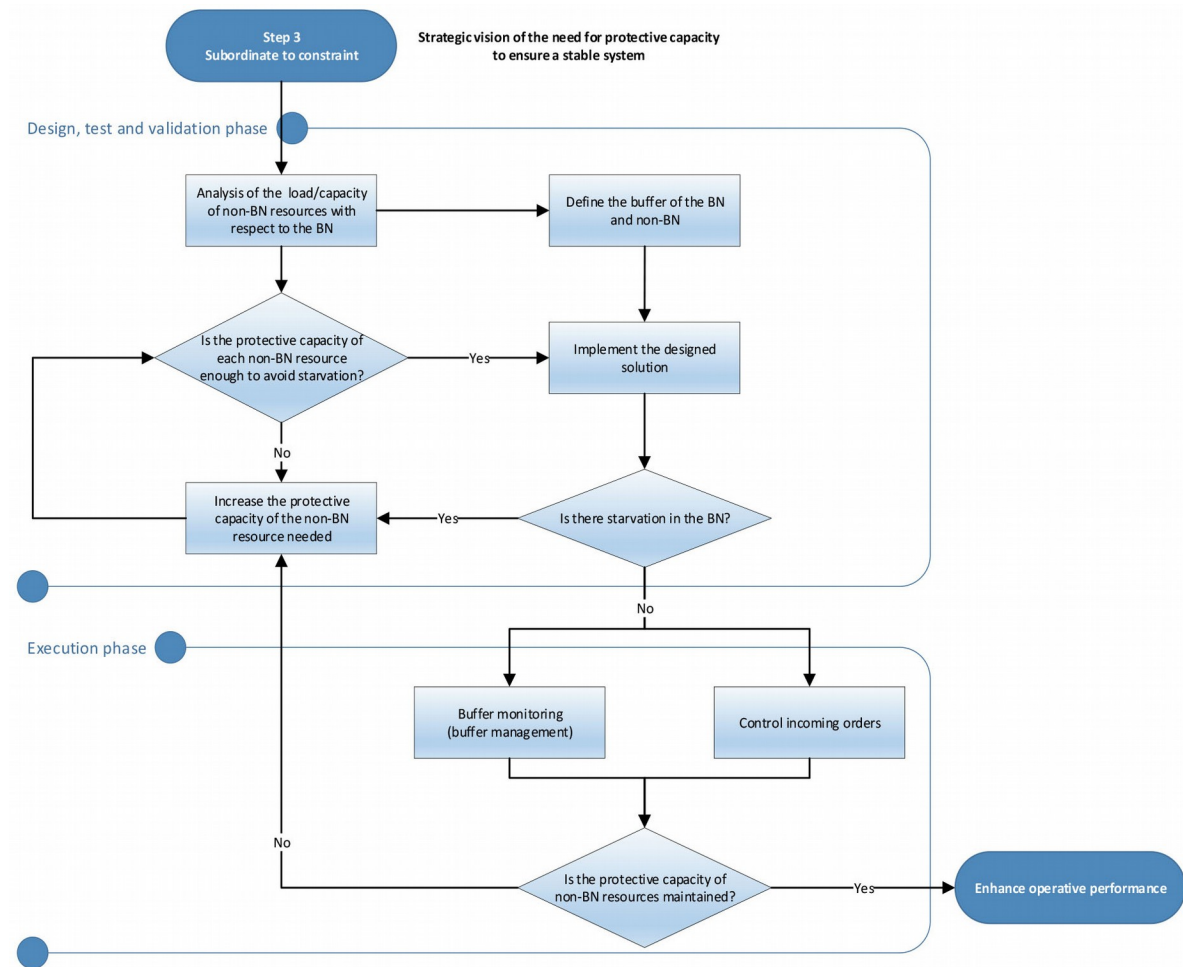 Step 3
Subordinate to constraint
Strategic vision of the need for protective capacity
to ensure a stable system
Design, test and validation phase
Analysis of the load/capacity
of non-BN resources with
respect to the BN
Define the buffer of the BN
and non-BN
Is the protective capacity of
each non-BN resource
enough to avoid starvation?
Yes
Implement the designed
solution
No
Increase the protective
capacity of the non-BN
resource needed
Yes
Is there starvation in the BN?
No
Execution phase
Buffer monitoring
(buffer management)
Control incoming orders
No
Is the protective capacity of
non-BN resources maintained?
Yes
Enhance operative performance